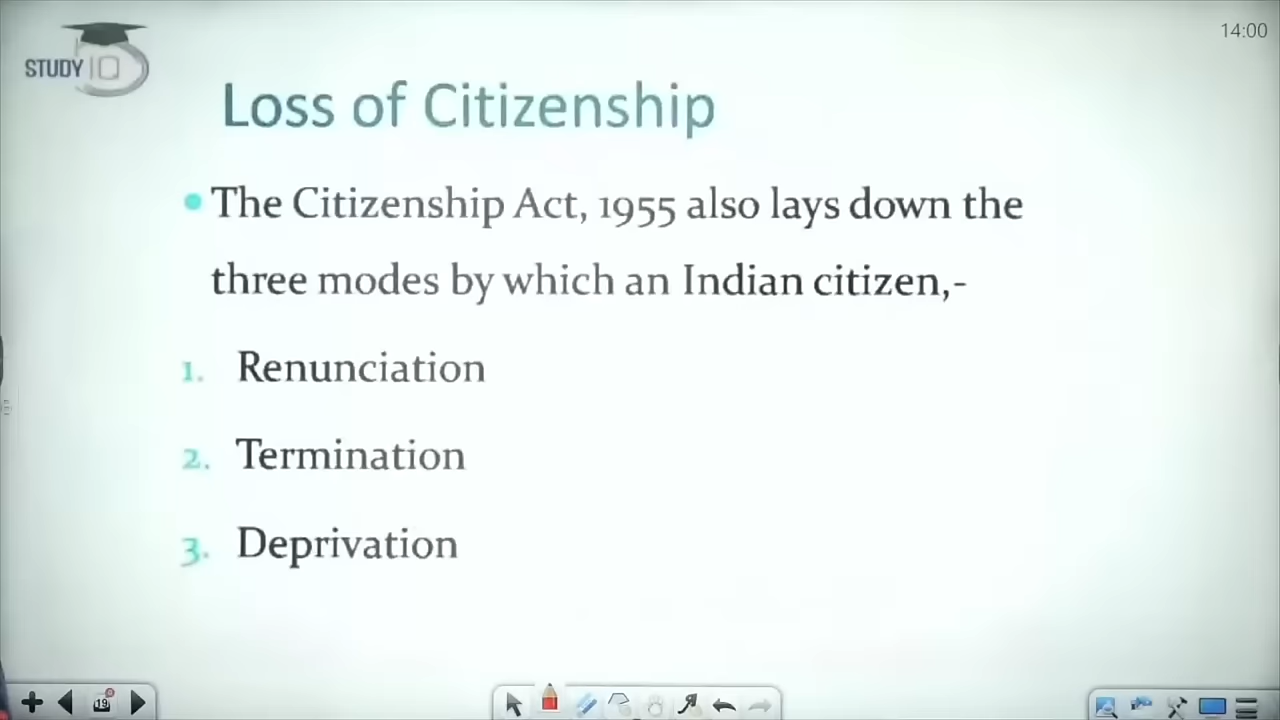 STUDY IQ
14:00
Loss of Citizenship
• The Citizenship Act, 1955 also lays down the
three modes by which an Indian citizen,-
1. Renunciation
2. Termination
3. Deprivation
19